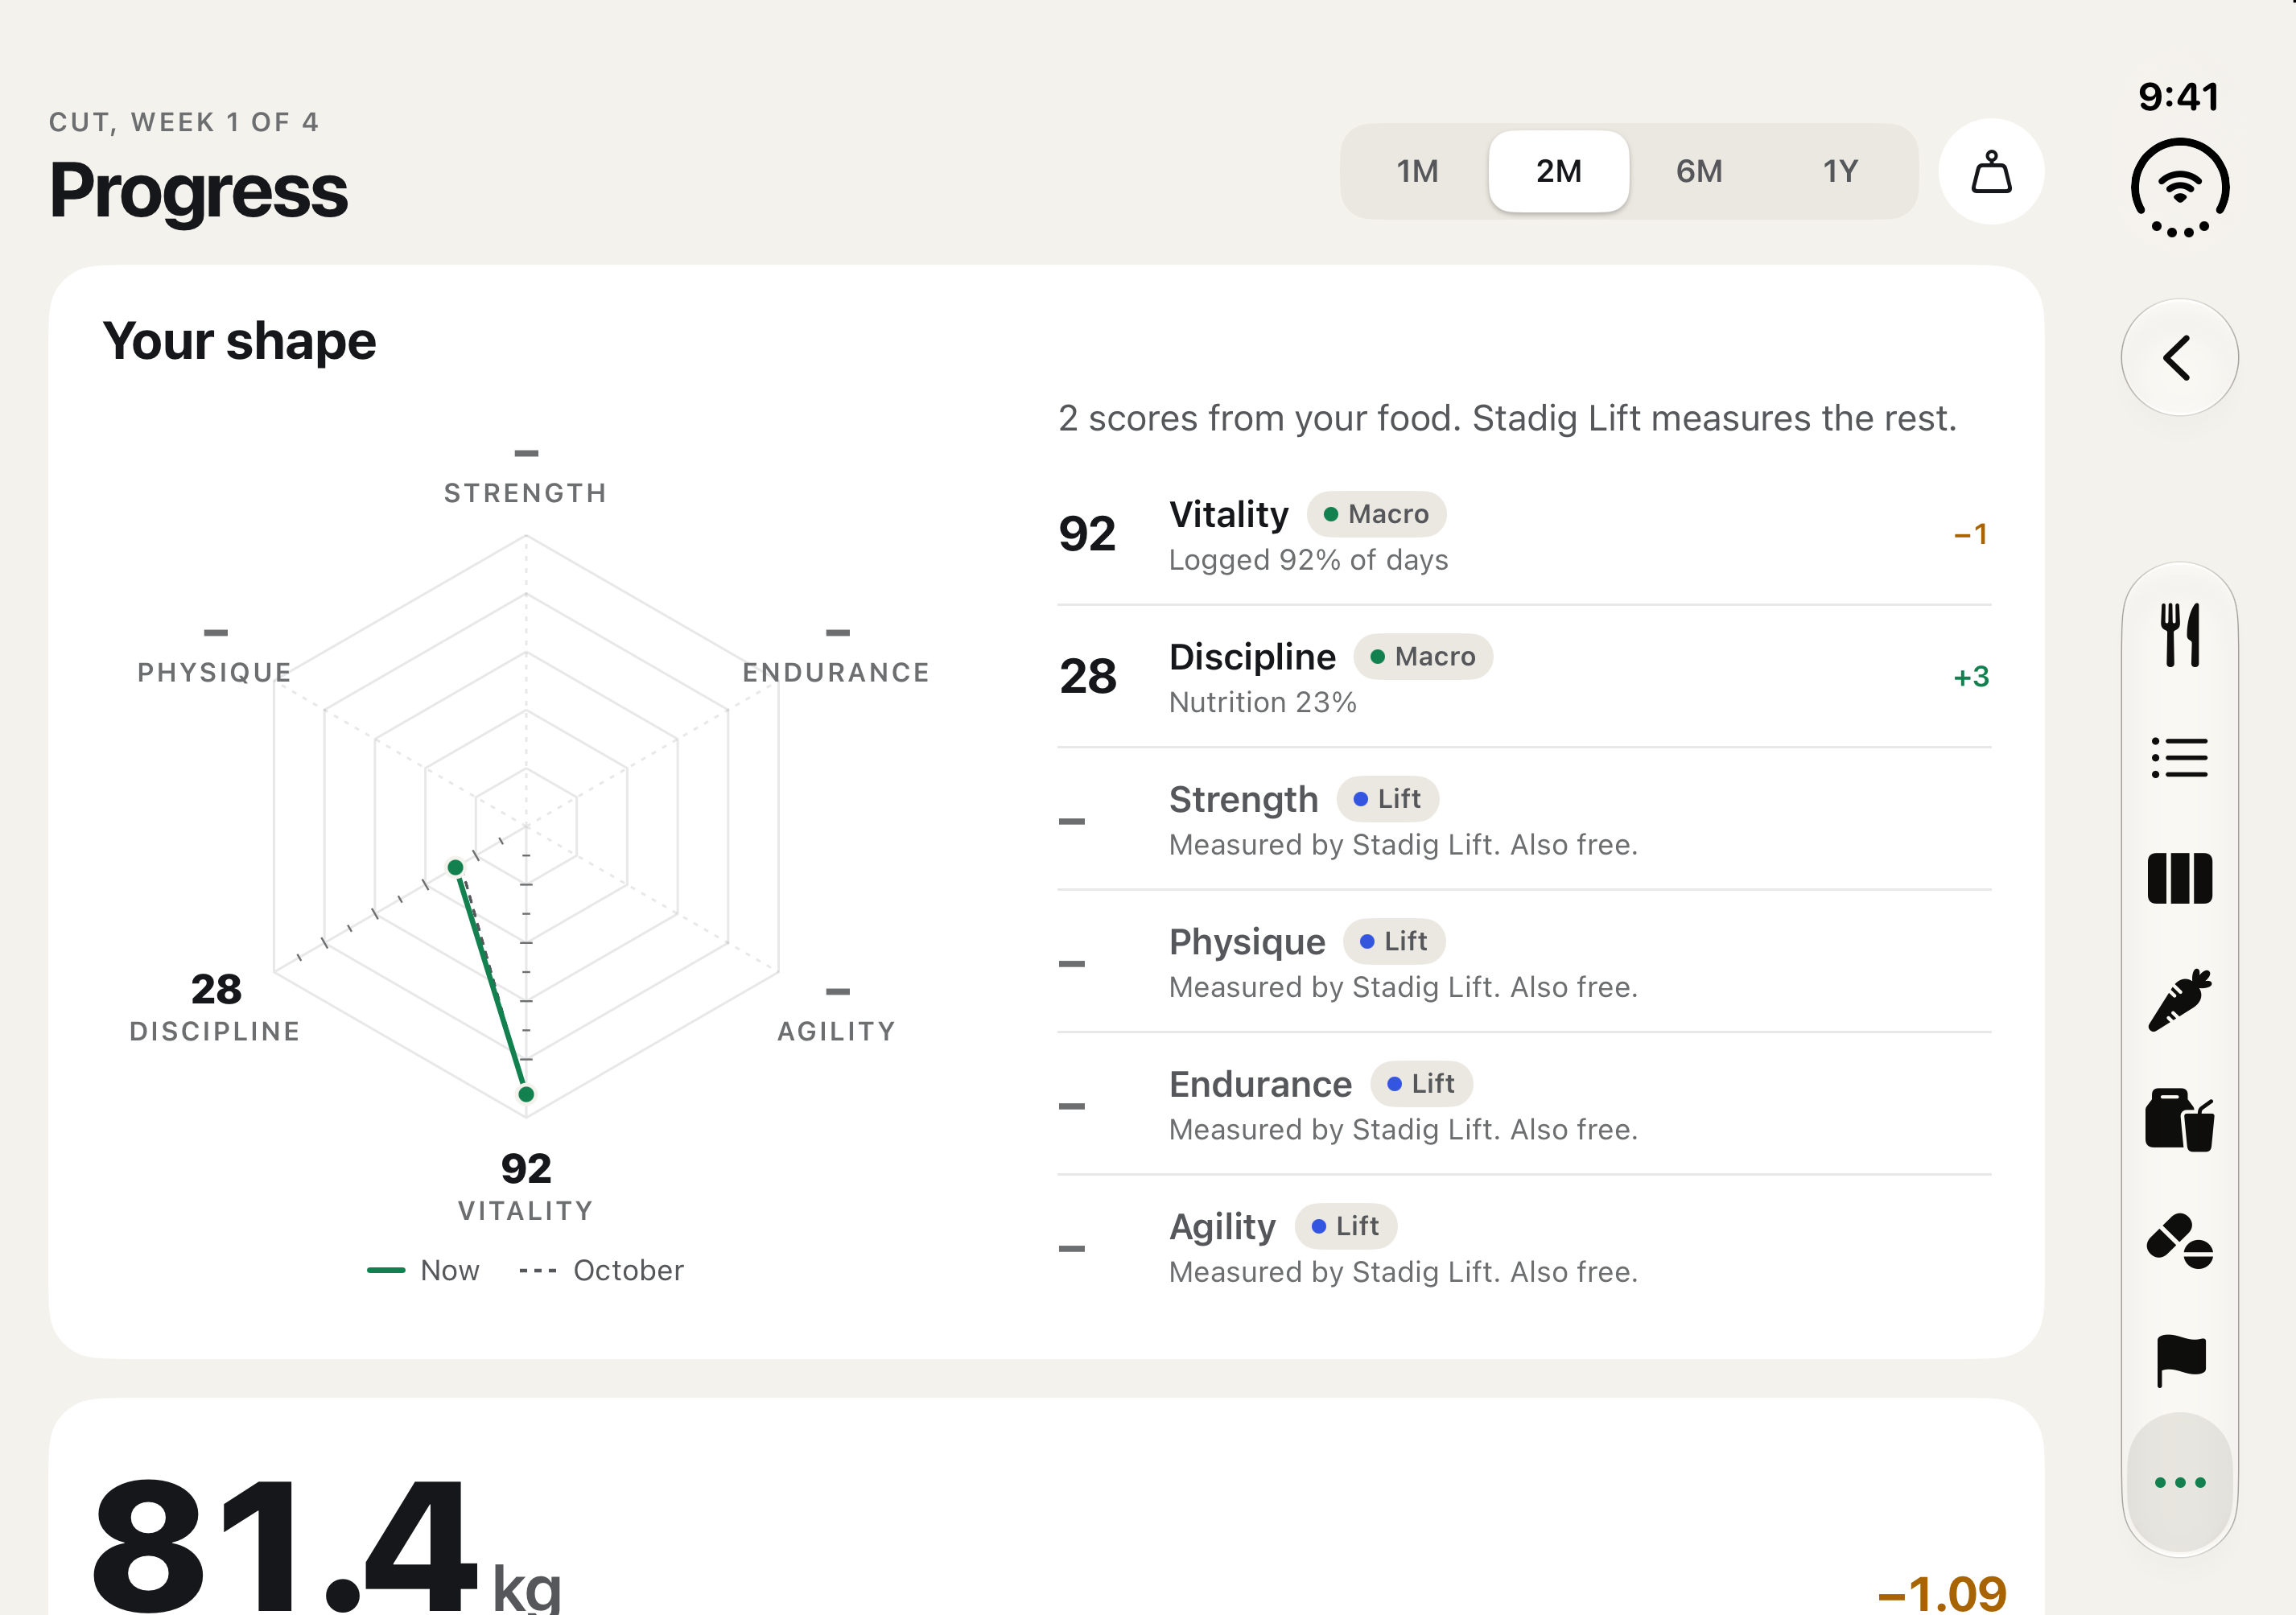 9:41
CUT, WEEK 1 OF 4
Progress
1M 2M 6M 1Y
Your shape
–
STRENGTH
–
PHYSIQUE
–
ENDURANCE
28
DISCIPLINE
–
AGILITY
92
VITALITY
Now October
2 scores from your food. Stadig Lift measures the rest.
92 Vitality Macro –1
Logged 92% of days
28 Discipline Macro +3
Nutrition 23%
– Strength Lift
Measured by Stadig Lift. Also free.
– Physique Lift
Measured by Stadig Lift. Also free.
– Endurance Lift
Measured by Stadig Lift. Also free.
– Agility Lift
Measured by Stadig Lift. Also free.
81.4 kg –1.09